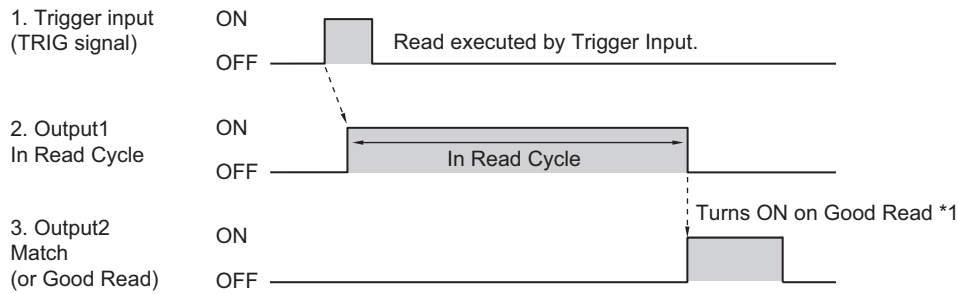 1. Trigger input
(TRIG signal)
ON
OFF
Read executed by Trigger Input.
2. Output1
In Read Cycle
ON
OFF
In Read Cycle
Turns ON on Good Read *1
3. Output2
Match
(or Good Read)
ON
OFF